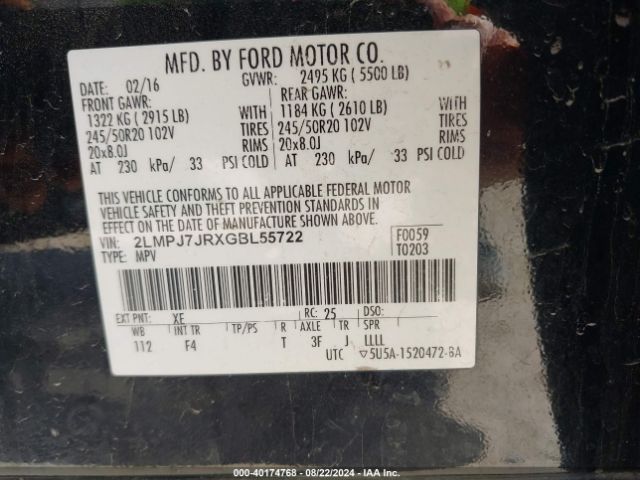 MFD. BY FORD MOTOR CO.
DATE: 02/16 GVWR: 2495 KG ( 5500 LB)
FRONT GAWR: REAR GAWR:
1322 KG ( 2915 LB) WITH 1184 KG ( 2610 LB) WITH
245/50R20 102V TIRES 245/50R20 102V TIRES
20x8.0J RIMS 20x8.0J RIMS
AT 230 kPa/ 33 PSI COLD AT 230 kPa/ 33 PSI COLD
THIS VEHICLE CONFORMS TO ALL APPLICABLE FEDERAL MOTOR
VEHICLE SAFETY AND THEFT PREVENTION STANDARDS IN
EFFECT ON THE DATE OF MANUFACTURE SHOWN ABOVE.
VIN: 2LMPJ7JRXGBL55722 F0059
TYPE: MPV T0203
EXT PNT: XE RC: 25 DSO:
WB INT TR TP/PS R AXLE TR SPR
112 F4 T 3F J LLLL
UTC ▽5U5A-1520472-BA
000-40174768 - 08/22/2024 - IAA Inc.